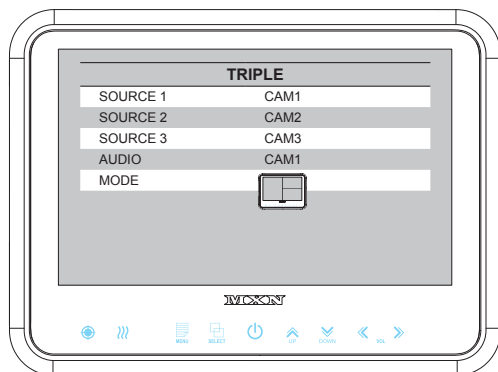 TRIPLE
SOURCE 1 CAM1
SOURCE 2 CAM2
SOURCE 3 CAM3
AUDIO CAM1
MODE
MXN
MENU SELECT UP DOWN VOL